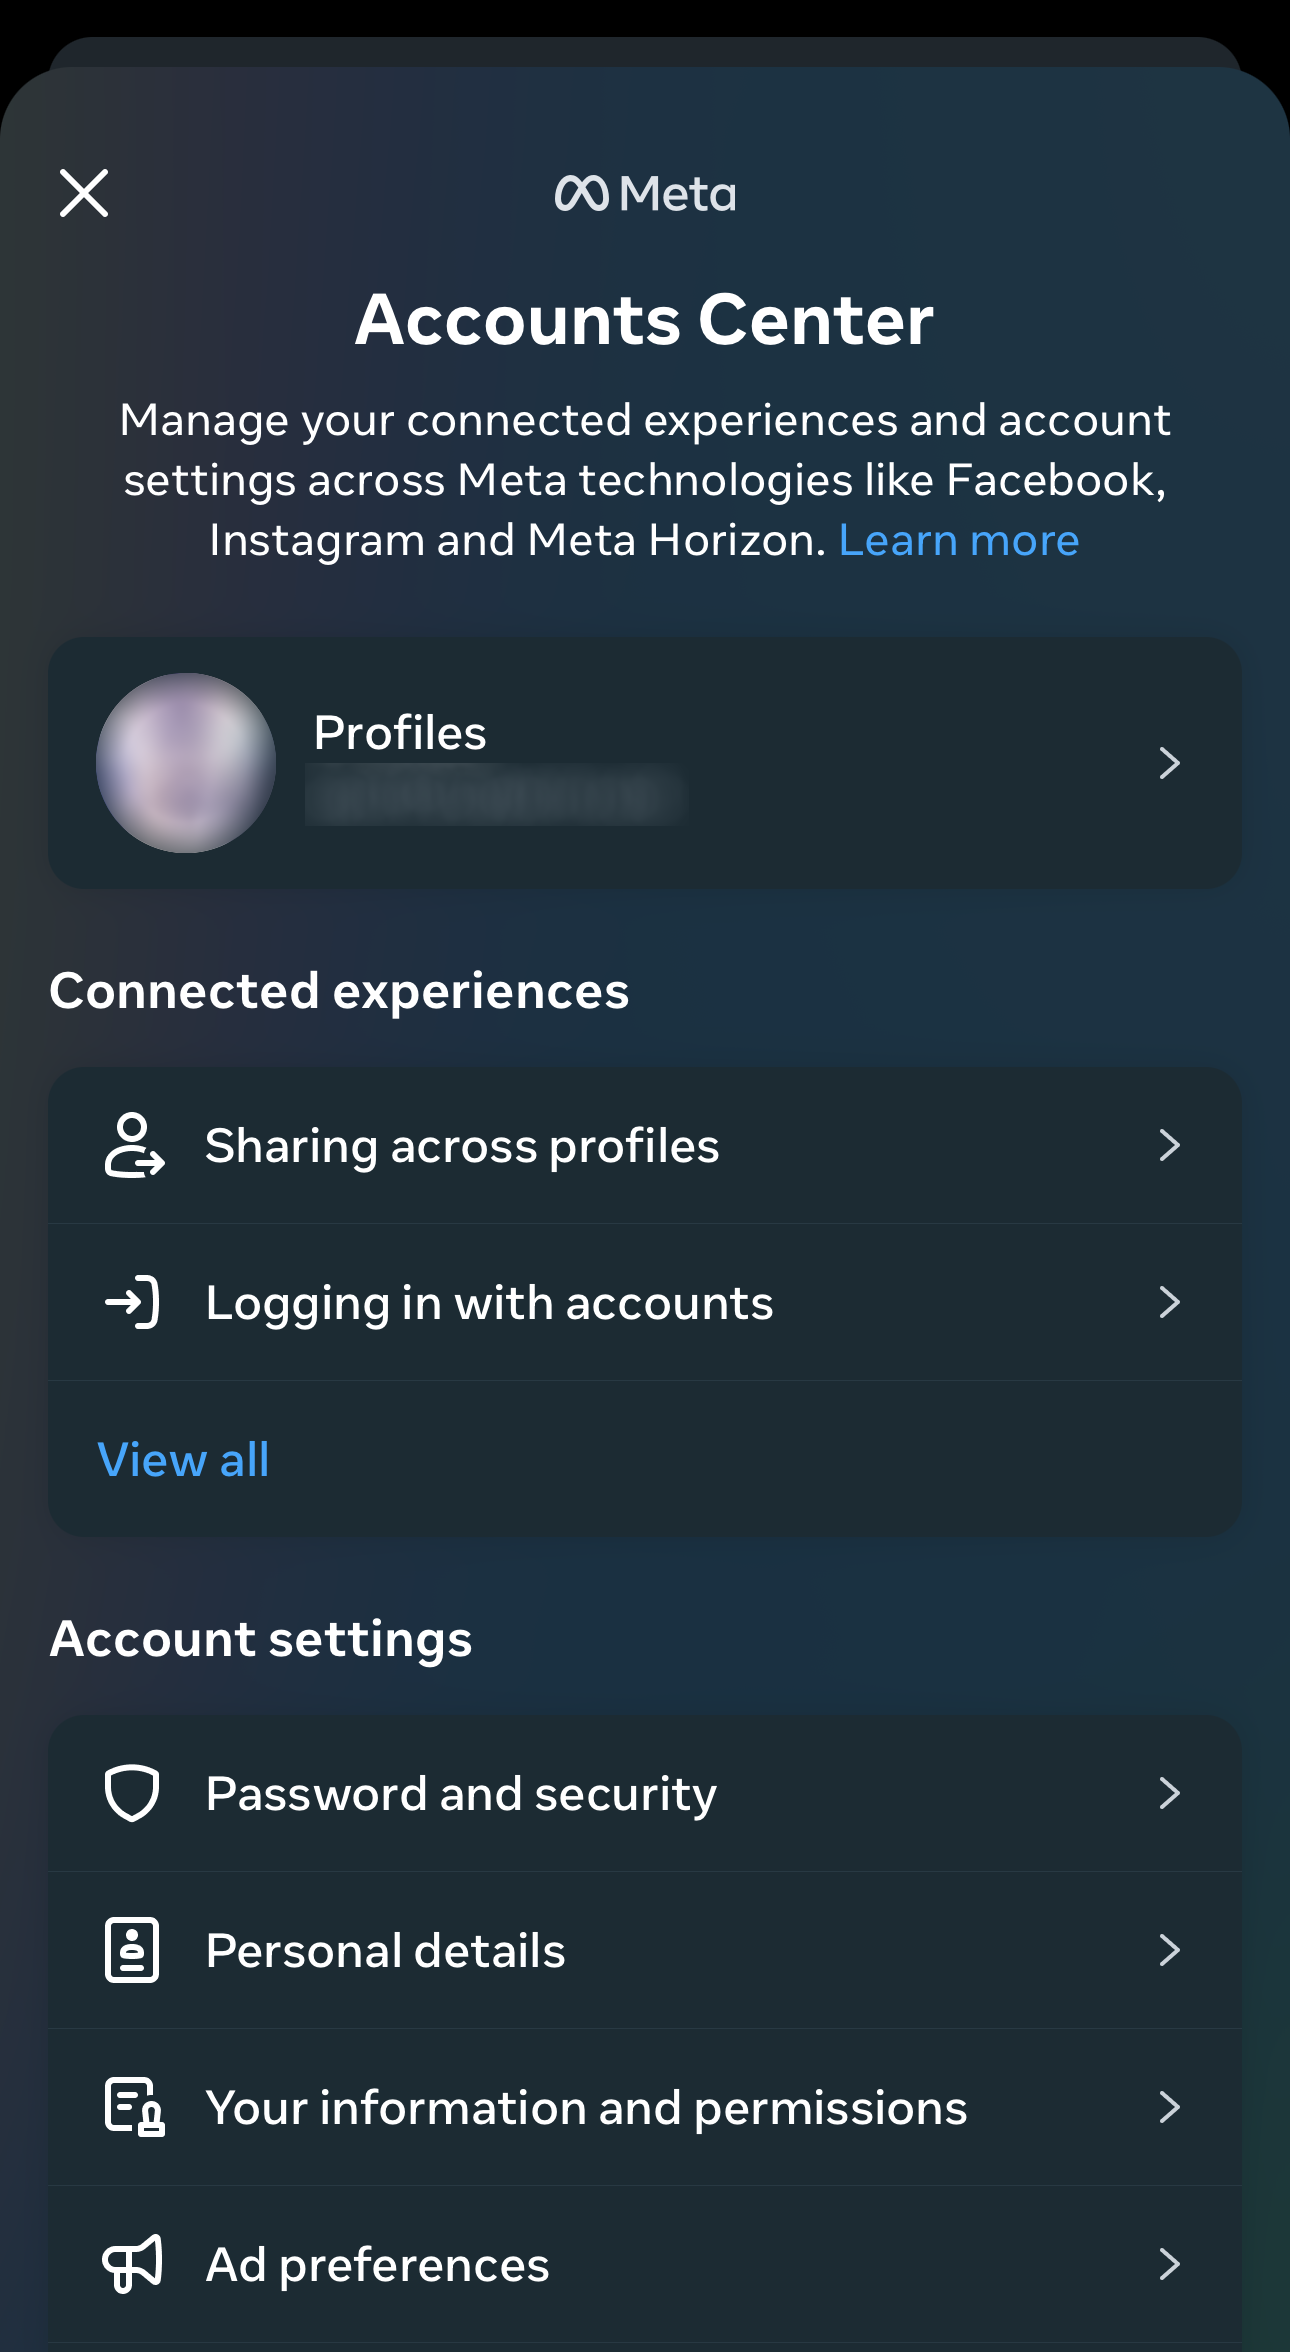 Meta
Accounts Center
Manage your connected experiences and account
settings across Meta technologies like Facebook,
Instagram and Meta Horizon. Learn more
Profiles
Connected experiences
Sharing across profiles
Logging in with accounts
View all
Account settings
Password and security
Personal details
Your information and permissions
Ad preferences